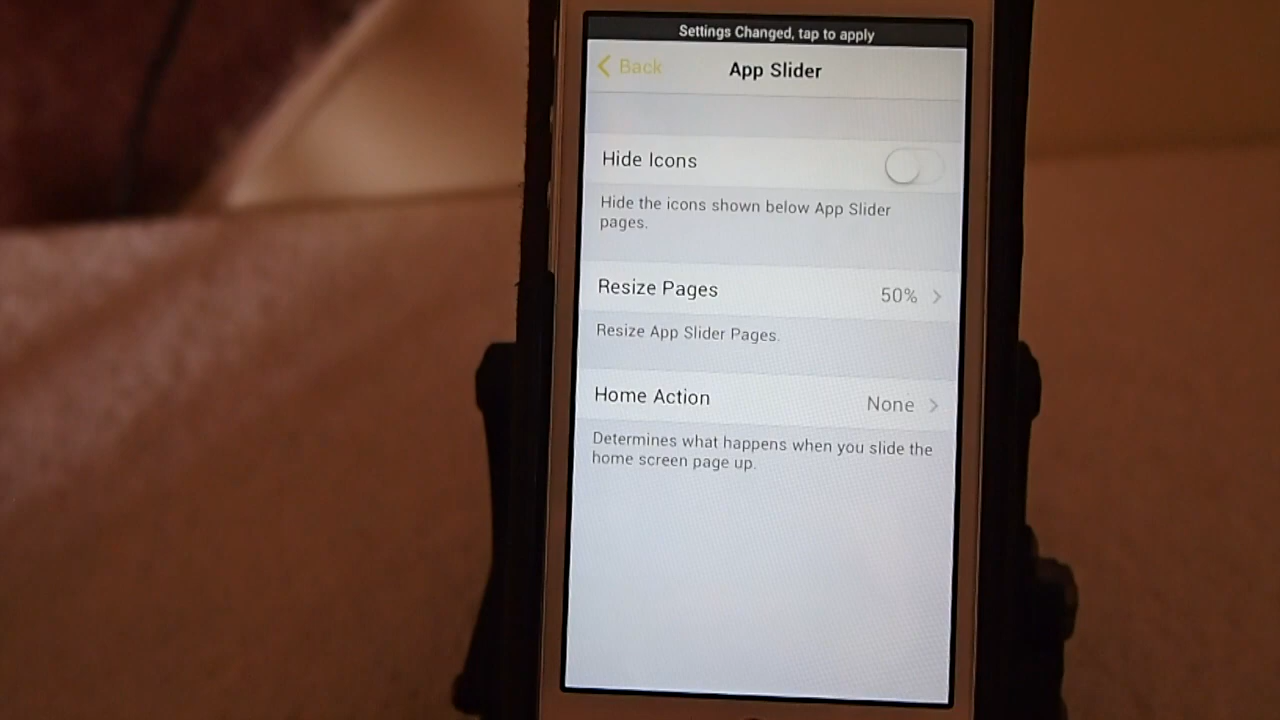 Settings Changed, tap to apply
Back
App Slider
Hide Icons
Hide the icons shown below App Slider
pages.
Resize Pages
50%
Resize App Slider Pages.
Home Action
None
Determines what happens when you slide the
home screen page up.